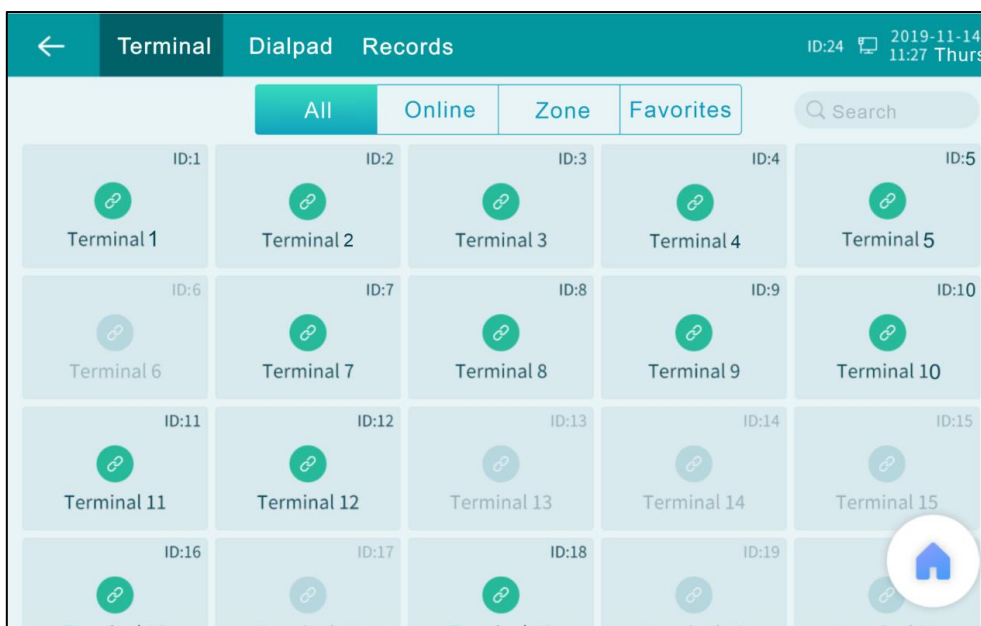 Terminal Dialpad Records ID:24 2019-11-14
11:27 Thurs
All Online Zone Favorites Search
ID:1 ID:2 ID:3 ID:4 ID:5
Terminal 1 Terminal 2 Terminal 3 Terminal 4 Terminal 5
ID:6 ID:7 ID:8 ID:9 ID:10
Terminal 6 Terminal 7 Terminal 8 Terminal 9 Terminal 10
ID:11 ID:12 ID:13 ID:14 ID:15
Terminal 11 Terminal 12 Terminal 13 Terminal 14 Terminal 15
ID:16 ID:17 ID:18 ID:19